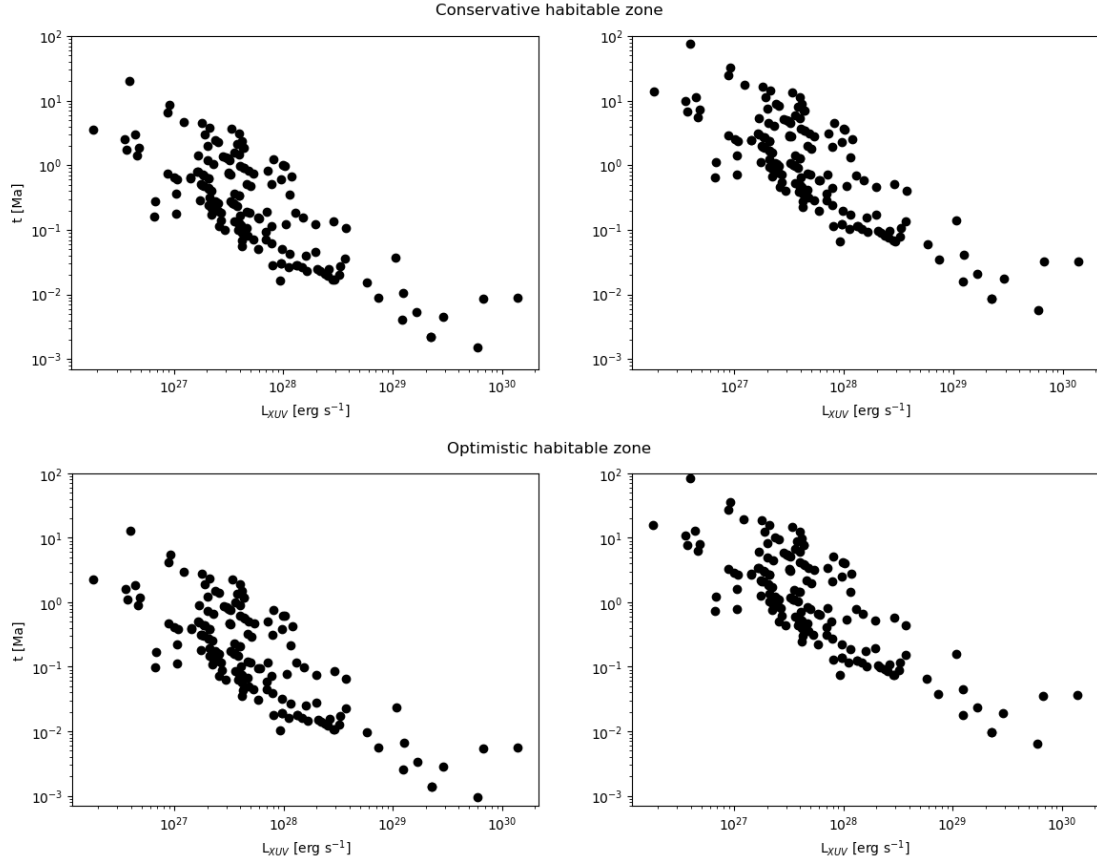 Conservative habitable zone
10² 10¹ 10⁰ 10⁻¹ 10⁻² 10⁻³
t [Ma]
10²⁷ 10²⁸ 10²⁹ 10³⁰
L_XUV [erg s⁻¹]
10² 10¹ 10⁰ 10⁻¹ 10⁻² 10⁻³
10²⁷ 10²⁸ 10²⁹ 10³⁰
L_XUV [erg s⁻¹]
Optimistic habitable zone
10² 10¹ 10⁰ 10⁻¹ 10⁻² 10⁻³
t [Ma]
10²⁷ 10²⁸ 10²⁹ 10³⁰
L_XUV [erg s⁻¹]
10² 10¹ 10⁰ 10⁻¹ 10⁻² 10⁻³
10²⁷ 10²⁸ 10²⁹ 10³⁰
L_XUV [erg s⁻¹]